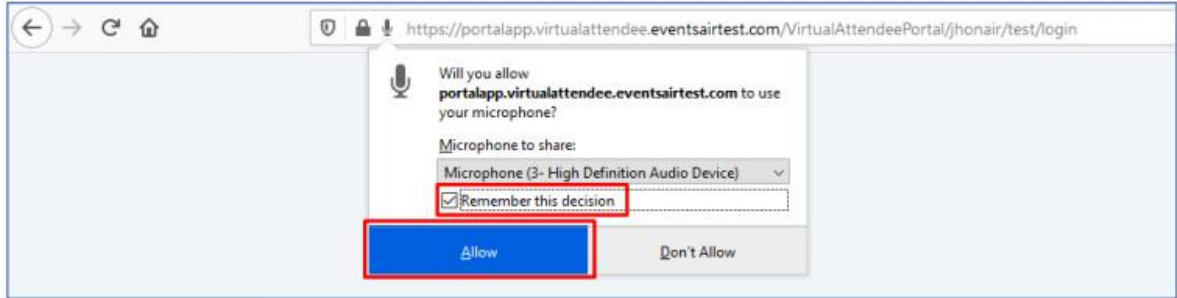 https://portalapp.virtualattendee.eventsairtest.com/VirtualAttendeePortal/jhonair/test/login
Will you allow
portalapp.virtualattendee.eventsairtest.com to use
your microphone?
Microphone to share:
Microphone (3- High Definition Audio Device)
Remember this decision
Allow
Don't Allow